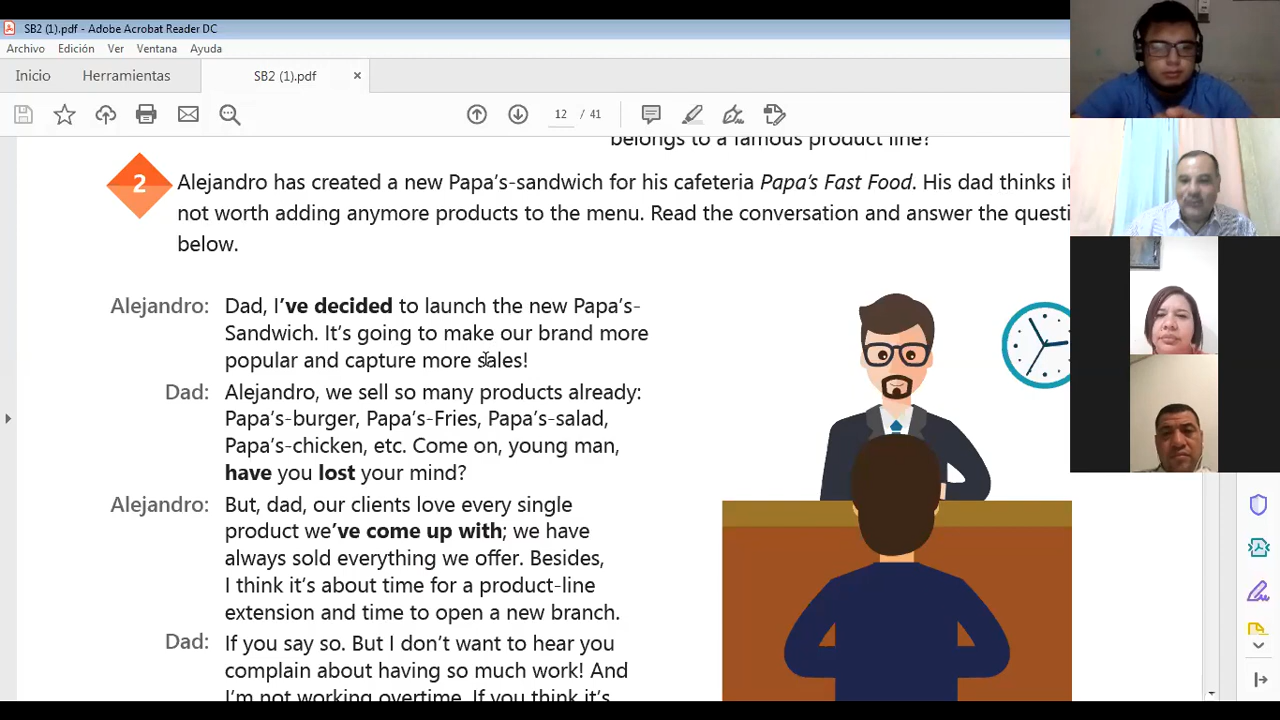 SB2 (1).pdf - Adobe Acrobat Reader DC
Archivo Edición Ver Ventana Ayuda
Inicio Herramientas SB2 (1).pdf ×
12 / 41
belongs to a famous product line?
2
Alejandro has created a new Papa's-sandwich for his cafeteria Papa's Fast Food. His dad thinks it
not worth adding anymore products to the menu. Read the conversation and answer the questi
below.
Alejandro: Dad, I've decided to launch the new Papa's-
Sandwich. It's going to make our brand more
popular and capture more sales!
Dad: Alejandro, we sell so many products already:
Papa's-burger, Papa's-Fries, Papa's-salad,
Papa's-chicken, etc. Come on, young man,
have you lost your mind?
Alejandro: But, dad, our clients love every single
product we've come up with; we have
always sold everything we offer. Besides,
I think it's about time for a product-line
extension and time to open a new branch.
Dad: If you say so. But I don't want to hear you
complain about having so much work! And
I'm not working overtime. If you think it's